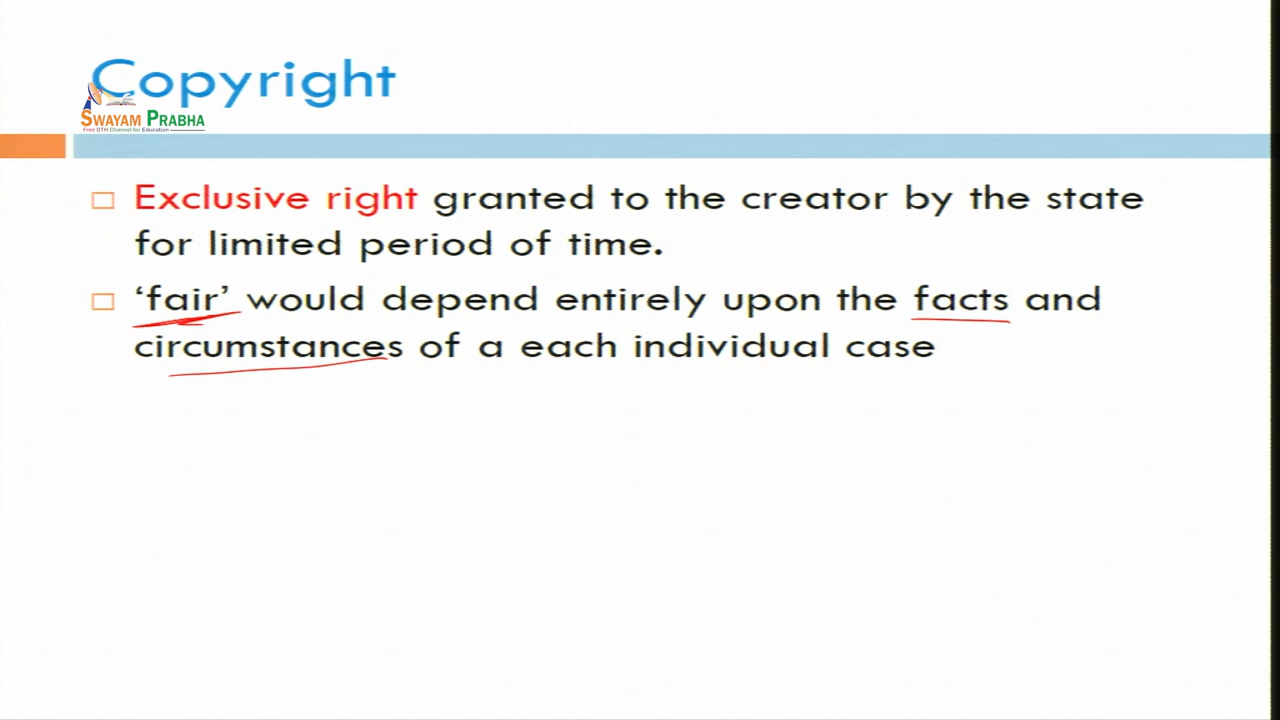 Copyright
SWAYAM PRABHA
Free DTH Channel for Education
Exclusive right granted to the creator by the state
for limited period of time.
‘fair’ would depend entirely upon the facts and
circumstances of a each individual case